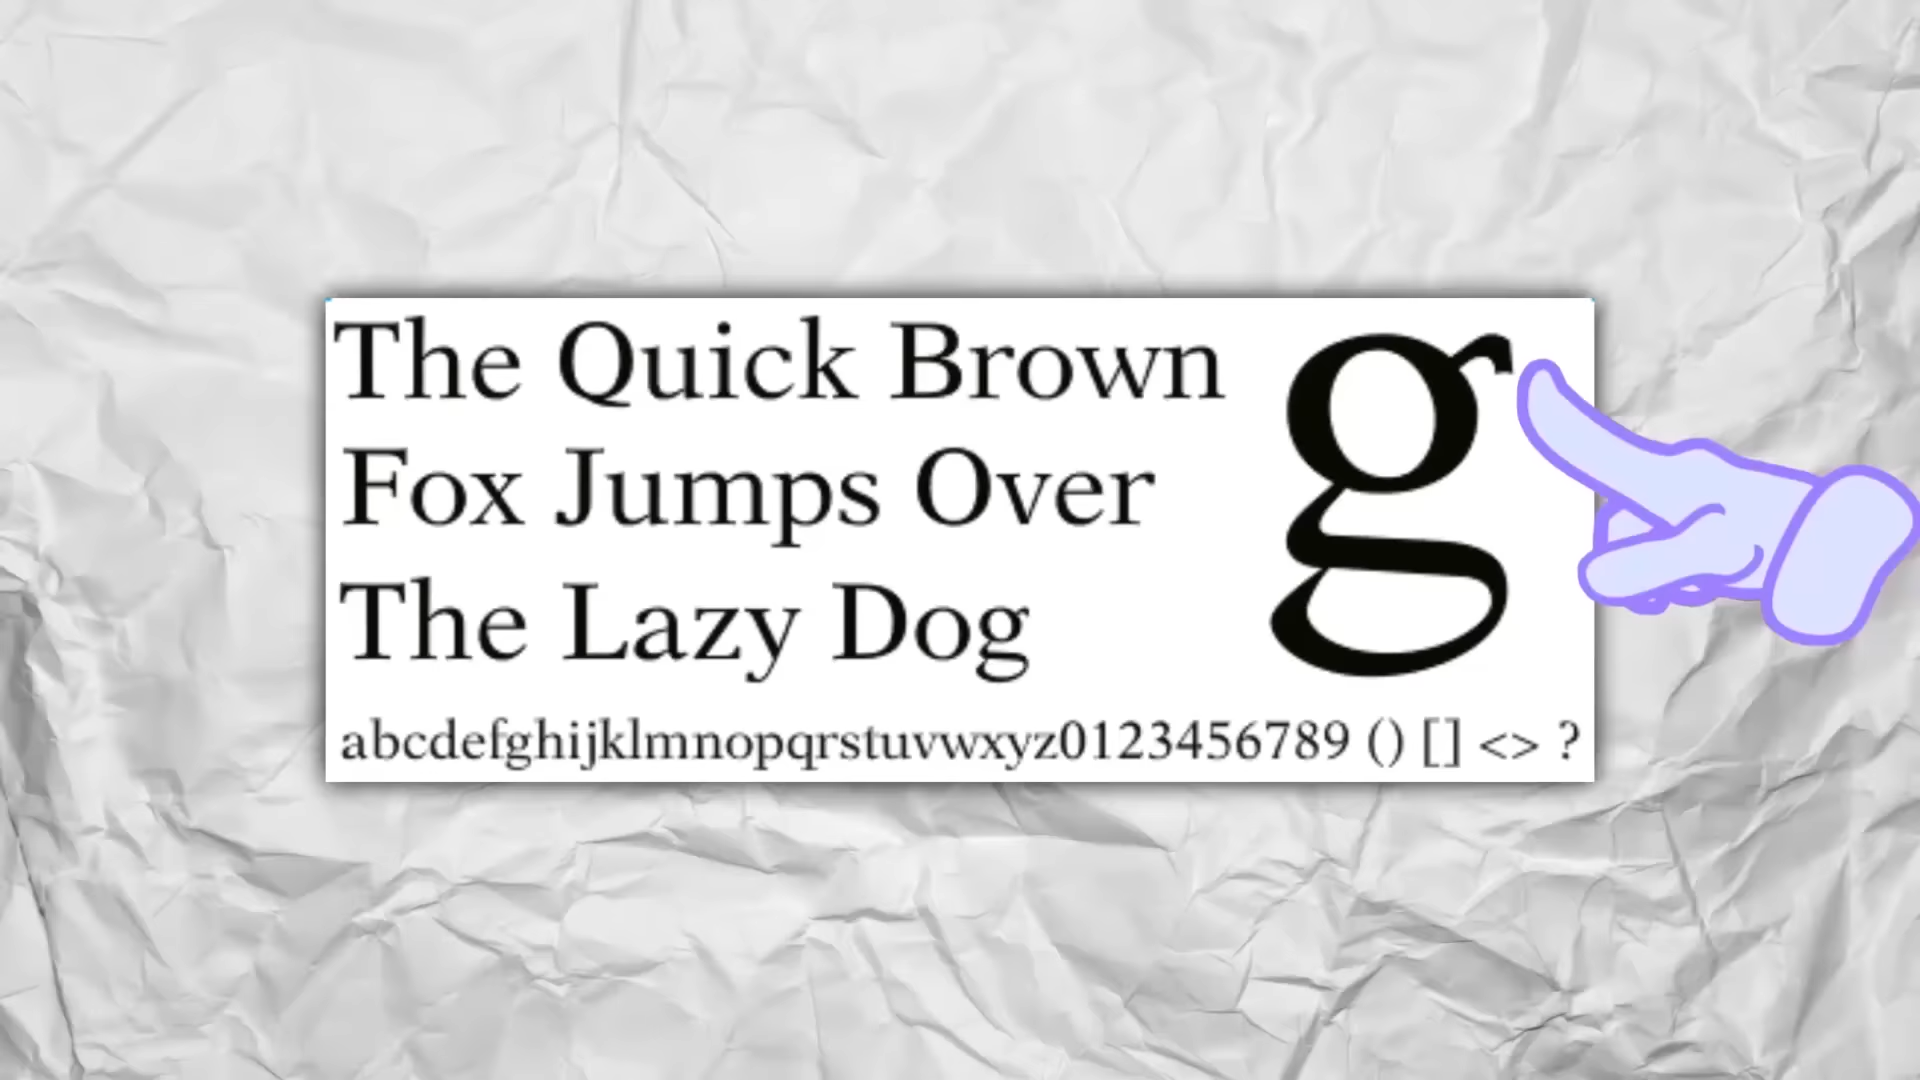 The Quick Brown
Fox Jumps Over
The Lazy Dog
g
abcdefghijklmnopqrstuvwxyz0123456789 () [] <> ?